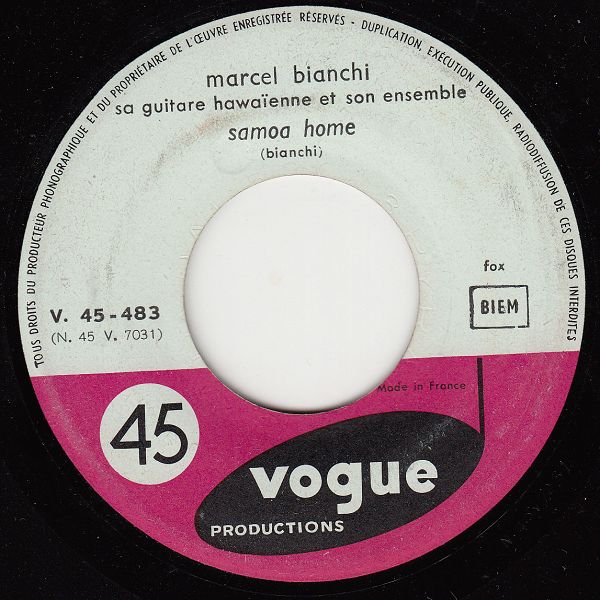 TOUS DROITS DU PRODUCTEUR PHONOGRAPHIQUE ET DU PROPRIÉTAIRE DE L'ŒUVRE ENREGISTRÉE RÉSERVÉS - DUPLICATION, EXÉCUTION PUBLIQUE, RADIODIFFUSION DE CES DISQUES INTERDITES
marcel bianchi
sa guitare hawaïenne et son ensemble
samoa home
(bianchi)
fox
BIEM
V. 45-483
(N. 45 V. 7031)
Made in France
45
vogue
PRODUCTIONS